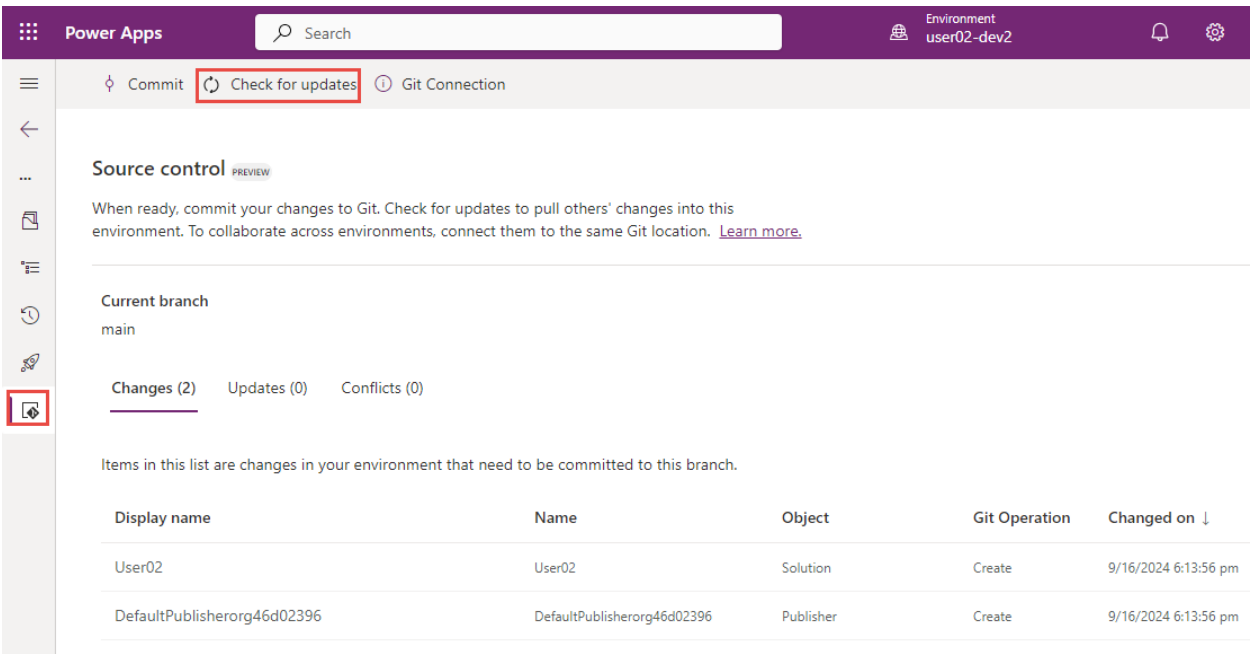 Power Apps
Search
Environment
user02-dev2
Commit
Check for updates
Git Connection
Source control PREVIEW
When ready, commit your changes to Git. Check for updates to pull others' changes into this
environment. To collaborate across environments, connect them to the same Git location. Learn more.
Current branch
main
Changes (2) Updates (0) Conflicts (0)
Items in this list are changes in your environment that need to be committed to this branch.
Display name Name Object Git Operation Changed on ↓
User02 User02 Solution Create 9/16/2024 6:13:56 pm
DefaultPublisherorg46d02396 DefaultPublisherorg46d02396 Publisher Create 9/16/2024 6:13:56 pm